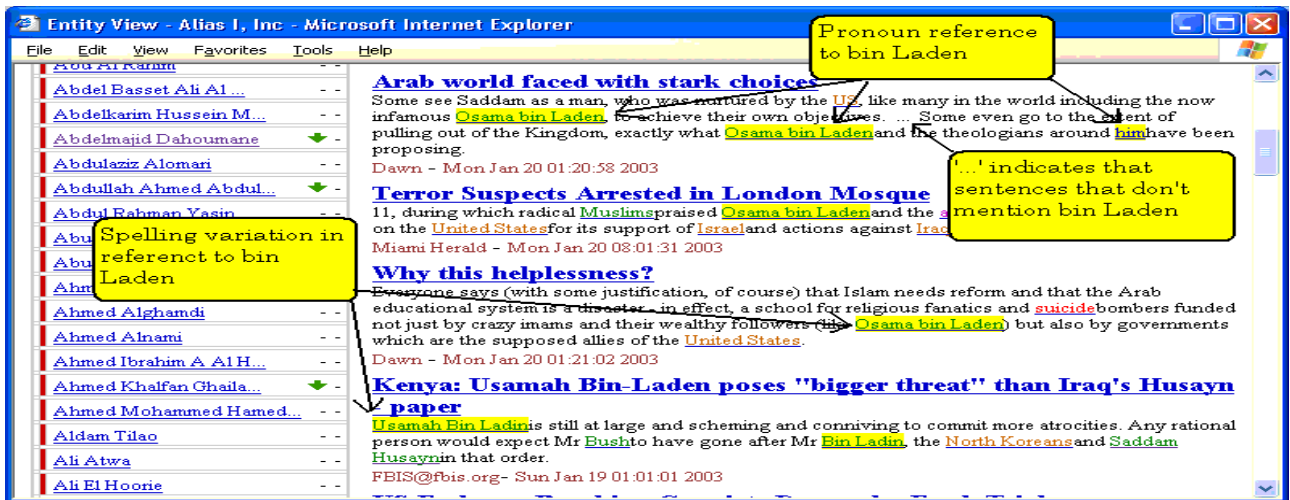 Entity View - Alias I, Inc - Microsoft Internet Explorer
File Edit View Favorites Tools Help
Abu Al Rahim - -
Abdel Basset Ali Al ... - -
Abdelkarim Hussein M... - -
Abdelmajid Dahoumane -
Abdulaziz Alomari - -
Abdullah Ahmed Abdul... -
Abdul Rahman Yasin
Abu
Abu
Ahm
Ahmed Alghamdi - -
Ahmed Alnami - -
Ahmed Ibrahim A Al H... - -
Ahmed Khalfan Ghaila... -
Ahmed Mohammed Hamed... - -
Aldam Tilao - -
Ali Atwa - -
Ali El Hoorie - -
Pronoun reference
to bin Laden
Arab world faced with stark choices
Some see Saddam as a man, who was nurtured by the US, like many in the world including the now
infamous Osama bin Laden, to achieve their own objectives. ... Some even go to the extent of
pulling out of the Kingdom, exactly what Osama bin Ladenand the theologians around himhave been
proposing.
Dawn - Mon Jan 20 01:20:58 2003
'...' indicates that
sentences that don't
mention bin Laden
Terror Suspects Arrested in London Mosque
11, during which radical Muslimspraised Osama bin Ladenand the a
on the United Statesfor its support of Israeland actions against Iraq
Miami Herald - Mon Jan 20 08:01:31 2003
Spelling variation in
referenct to bin
Laden
Why this helplessness?
Everyone says (with some justification, of course) that Islam needs reform and that the Arab
educational system is a disaster - in effect, a school for religious fanatics and suicidebombers funded
not just by crazy imams and their wealthy followers (like Osama bin Laden) but also by governments
which are the supposed allies of the United States.
Dawn - Mon Jan 20 01:21:02 2003
Kenya: Usamah Bin-Laden poses "bigger threat" than Iraq's Husayn
- paper
Usamah Bin Ladinis still at large and scheming and conniving to commit more atrocities. Any rational
person would expect Mr Bushto have gone after Mr Bin Ladin, the North Koreansand Saddam
Husaynin that order.
FBIS@fbis.org- Sun Jan 19 01:01:01 2003